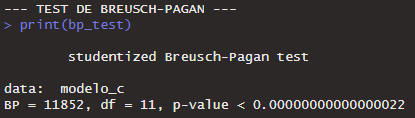 --- TEST DE BREUSCH-PAGAN ---
> print(bp_test)
studentized Breusch-Pagan test
data:  modelo_c
BP = 11852, df = 11, p-value < 0.00000000000000022